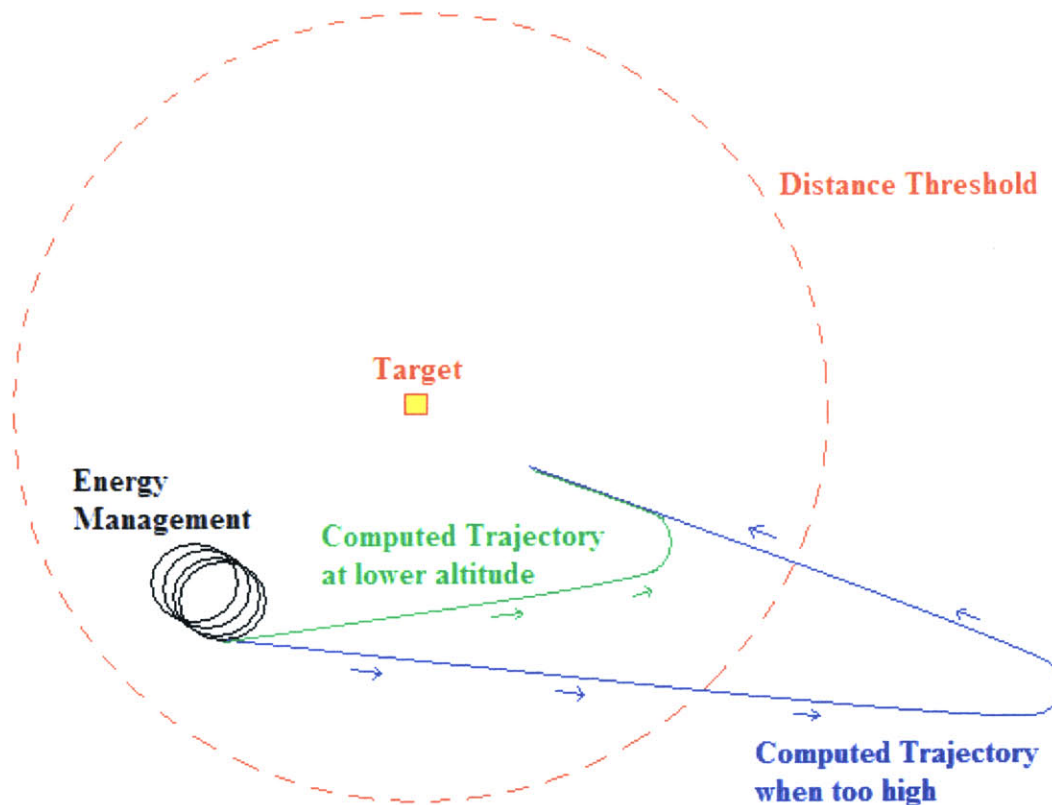 Distance Threshold
Target
Energy
Management
Computed Trajectory
at lower altitude
Computed Trajectory
when too high